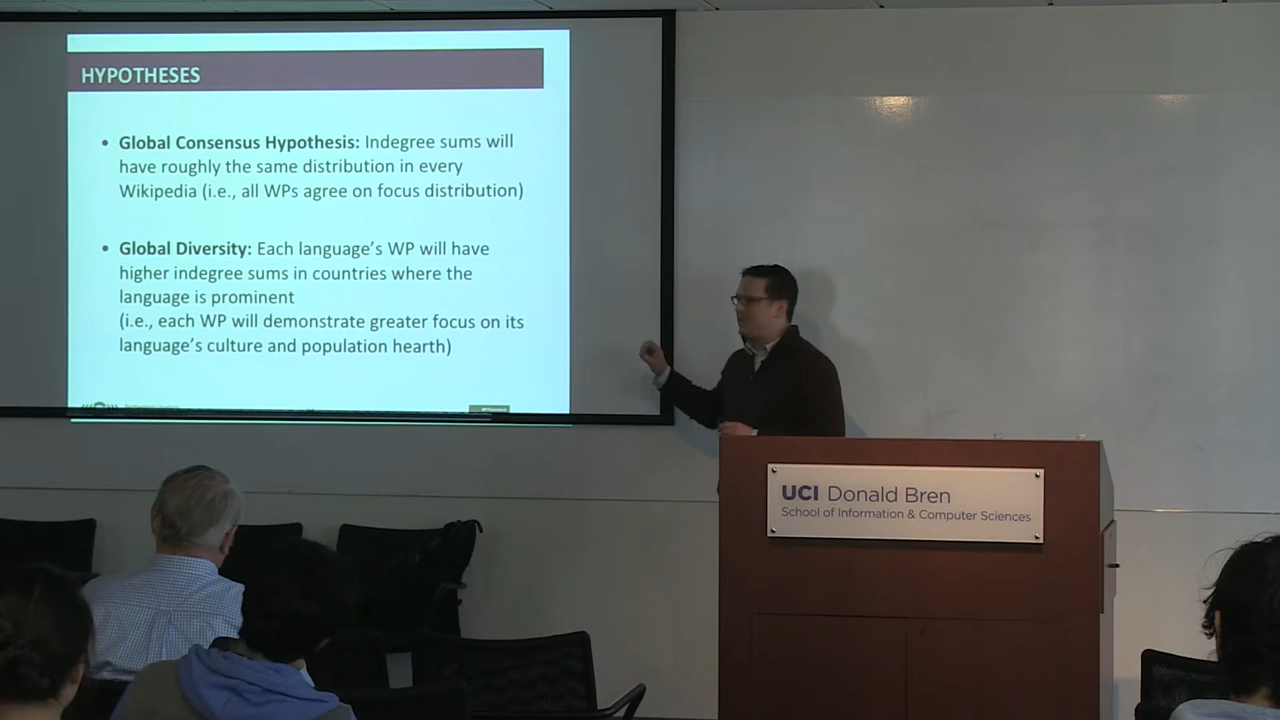 HYPOTHESES
• Global Consensus Hypothesis: Indegree sums will
have roughly the same distribution in every
Wikipedia (i.e., all WPs agree on focus distribution)
• Global Diversity: Each language’s WP will have
higher indegree sums in countries where the
language is prominent
(i.e., each WP will demonstrate greater focus on its
language’s culture and population hearth)
UCI Donald Bren
School of Information & Computer Sciences